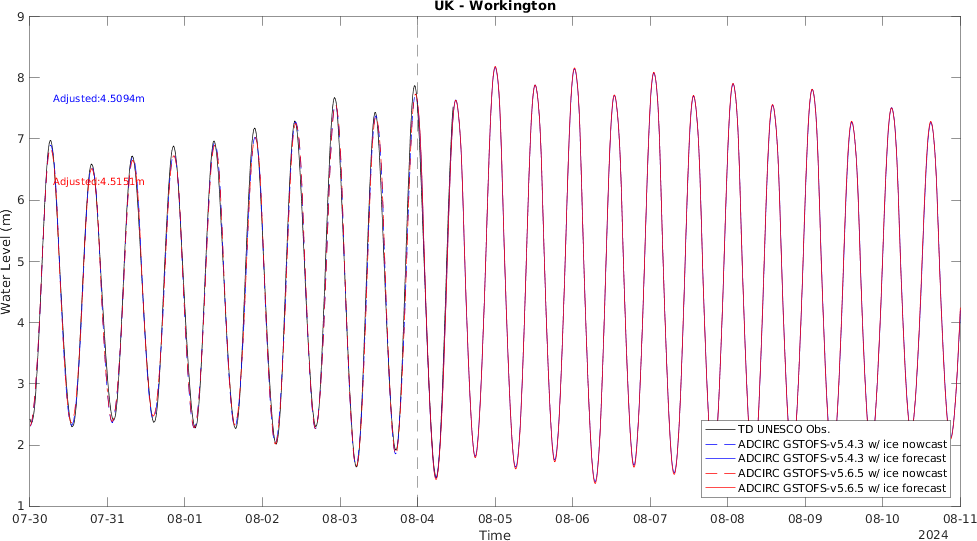 UK - Workington
9
8
7
6
5
4
3
2
1
Water Level (m)
Adjusted:4.5094m
Adjusted:4.5151m
TD UNESCO Obs.
ADCIRC GSTOFS-v5.4.3 w/ ice nowcast
ADCIRC GSTOFS-v5.4.3 w/ ice forecast
ADCIRC GSTOFS-v5.6.5 w/ ice nowcast
ADCIRC GSTOFS-v5.6.5 w/ ice forecast
07-30 07-31 08-01 08-02 08-03 08-04 08-05 08-06 08-07 08-08 08-09 08-10 08-11
Time
2024